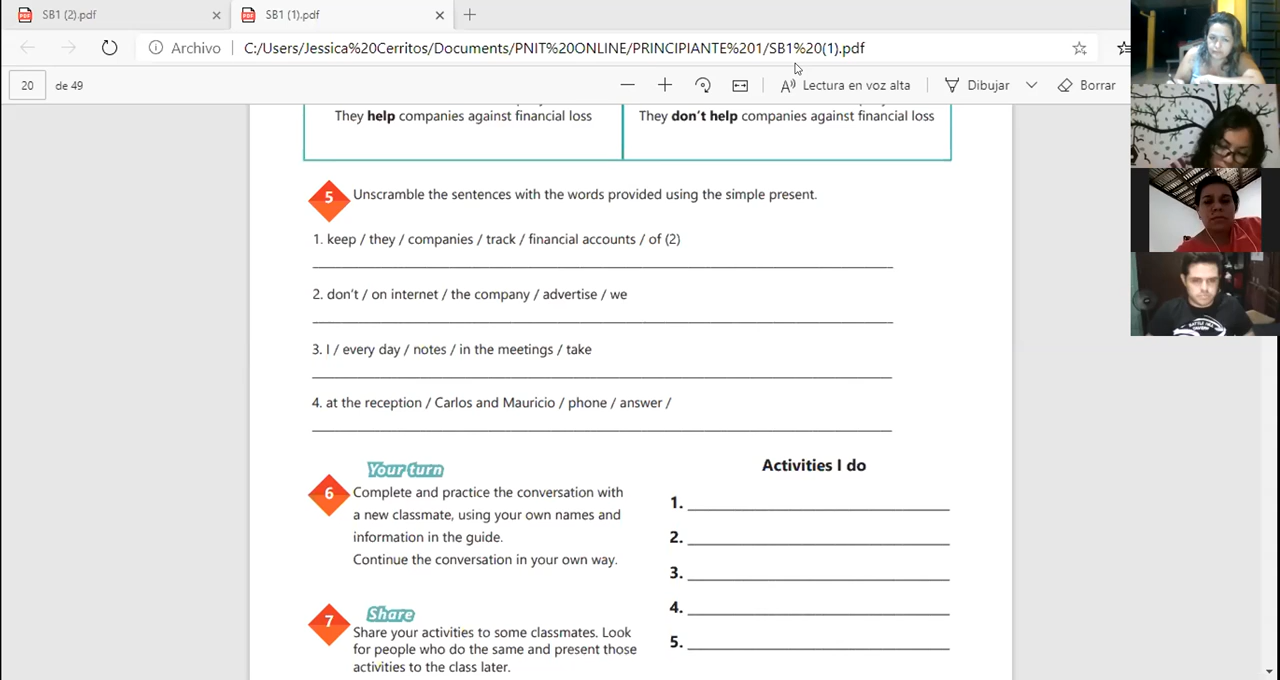 SB1 (2).pdf
SB1 (1).pdf
Archivo
C:/Users/Jessica%20Cerritos/Documents/PNIT%20ONLINE/PRINCIPIANTE%201/SB1%20(1).pdf
20 de 49
Lectura en voz alta
Dibujar
Borrar
They help companies against financial loss
They don't help companies against financial loss
5 Unscramble the sentences with the words provided using the simple present.
1. keep / they / companies / track / financial accounts / of (2)
2. don't / on internet / the company / advertise / we
3. I / every day / notes / in the meetings / take
4. at the reception / Carlos and Mauricio / phone / answer /
Your turn
6 Complete and practice the conversation with
a new classmate, using your own names and
information in the guide.
Continue the conversation in your own way.
7 Share
Share your activities to some classmates. Look
for people who do the same and present those
activities to the class later.
Activities I do
1.
2.
3.
4.
5.